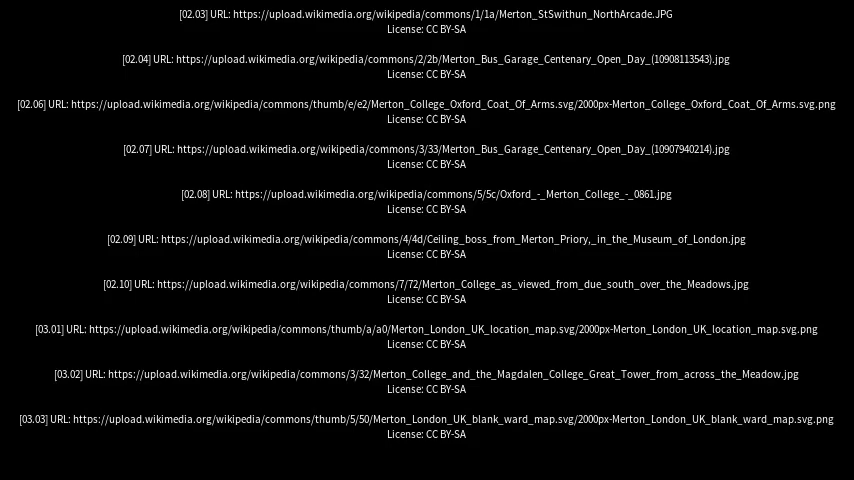 [02.03] URL: https://upload.wikimedia.org/wikipedia/commons/1/1a/Merton_StSwithun_NorthArcade.JPG
License: CC BY-SA
[02.04] URL: https://upload.wikimedia.org/wikipedia/commons/2/2b/Merton_Bus_Garage_Centenary_Open_Day_(10908113543).jpg
License: CC BY-SA
[02.06] URL: https://upload.wikimedia.org/wikipedia/commons/thumb/e/e2/Merton_College_Oxford_Coat_Of_Arms.svg/2000px-Merton_College_Oxford_Coat_Of_Arms.svg.png
License: CC BY-SA
[02.07] URL: https://upload.wikimedia.org/wikipedia/commons/3/33/Merton_Bus_Garage_Centenary_Open_Day_(10907940214).jpg
License: CC BY-SA
[02.08] URL: https://upload.wikimedia.org/wikipedia/commons/5/5c/Oxford_-_Merton_College_-_0861.jpg
License: CC BY-SA
[02.09] URL: https://upload.wikimedia.org/wikipedia/commons/4/4d/Ceiling_boss_from_Merton_Priory,_in_the_Museum_of_London.jpg
License: CC BY-SA
[02.10] URL: https://upload.wikimedia.org/wikipedia/commons/7/72/Merton_College_as_viewed_from_due_south_over_the_Meadows.jpg
License: CC BY-SA
[03.01] URL: https://upload.wikimedia.org/wikipedia/commons/thumb/a/a0/Merton_London_UK_location_map.svg/2000px-Merton_London_UK_location_map.svg.png
License: CC BY-SA
[03.02] URL: https://upload.wikimedia.org/wikipedia/commons/3/32/Merton_College_and_the_Magdalen_College_Great_Tower_from_across_the_Meadow.jpg
License: CC BY-SA
[03.03] URL: https://upload.wikimedia.org/wikipedia/commons/thumb/5/50/Merton_London_UK_blank_ward_map.svg/2000px-Merton_London_UK_blank_ward_map.svg.png
License: CC BY-SA